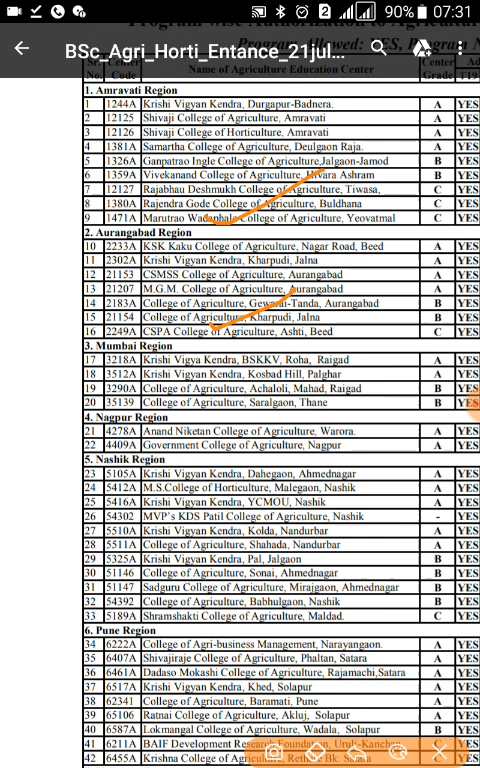 07:31
90%
2
BSc_Agri_Horti_Entance_21jul...
Center Ad
No. Code Name of Agriculture Education Center Grade T19
1. Amravati Region
1 1244A Krishi Vigyan Kendra, Durgapur-Badnera. A YES
2 12125 Shivaji College of Agriculture, Amravati A YES
3 12126 Shivaji College of Horticulture, Amravati A YES
4 1381A Samartha College of Agriculture, Deulgaon Raja. A YES
5 1326A Ganpatrao Ingle College of Agriculture,Jalgaon-Jamod B YES
6 1359A Vivekanand College of Agriculture, Hivara Ashram B YES
7 12127 Rajabhau Deshmukh College of Agriculture, Tiwasa, C YES
8 1380A Rajendra Gode College of Agriculture, Buldhana C YES
9 1471A Marutrao Wadaphale College of Agriculture, Yeovatmal C YES
2. Aurangabad Region
10 2233A KSK Kaku College of Agriculture, Nagar Road, Beed A YES
11 2302A Krishi Vigyan Kendra, Kharpudi, Jalna A YES
12 21153 CSMSS College of Agriculture, Aurangabad A YES
13 21207 M.G.M. College of Agriculture, Aurangabad A YES
14 2183A College of Agriculture, Gewarai-Tanda, Aurangabad B YES
15 21154 College of Agriculture, Kharpudi, Jalna B YES
16 2249A CSPA College of Agriculture, Ashti, Beed C YES
3. Mumbai Region
17 3218A Krishi Vigya Kendra, BSKKV, Roha, Raigad A YES
18 3512A Krishi Vigyan Kendra, Kosbad Hill, Palghar A YES
19 3290A College of Agriculture, Achaloli, Mahad, Raigad B YES
20 35139 College of Agriculture, Saralgaon, Thane B YES
4. Nagpur Region
21 4278A Anand Niketan College of Agriculture, Warora. A YES
22 4409A Government College of Agriculture, Nagpur A YES
5. Nashik Region
23 5105A Krishi Vigyan Kendra, Dahegaon, Ahmednagar A YES
24 5412A M.S.College of Horticulture, Malegaon, Nashik A YES
25 5416A Krishi Vigyan Kendra, YCMOU, Nashik A YES
26 54302 MVP's KDS Patil College of Agriculture, Nashik - YES
27 5510A Krishi Vigyan Kendra, Kolda, Nandurbar A YES
28 5511A College of Agriculture, Shahada, Nandurbar A YES
29 5325A Krishi Vigyan Kendra, Pal, Jalgaon B YES
30 51146 College of Agriculture, Sonai, Ahmednagar B YES
31 51147 Sadguru College of Agriculture, Mirajgaon, Ahmednagar B YES
32 54392 College of Agriculture, Babhulgaon, Nashik B YES
33 5189A Shramshakti College of Agriculture, Maldad. C YES
6. Pune Region
34 6222A College of Agri-business Management, Narayangaon. A YES
35 6407A Shivajiraje College of Agriculture, Phaltan, Satara A YES
36 6461A Dadaso Mokashi College of Agriculture, Rajamachi,Satara A YES
37 6517A Krishi Vigyan Kendra, Khed, Solapur A YES
38 62341 College of Agriculture, Baramati, Pune A YES
39 65106 Ratnai College of Agriculture, Akluj, Solapur A YES
40 6587A Lokmangal College of Agriculture, Wadala, Solapur B YES
41 6211A BAIF Development Research Foundation, YES
42 6455A Krishna College of Agriculture, YES